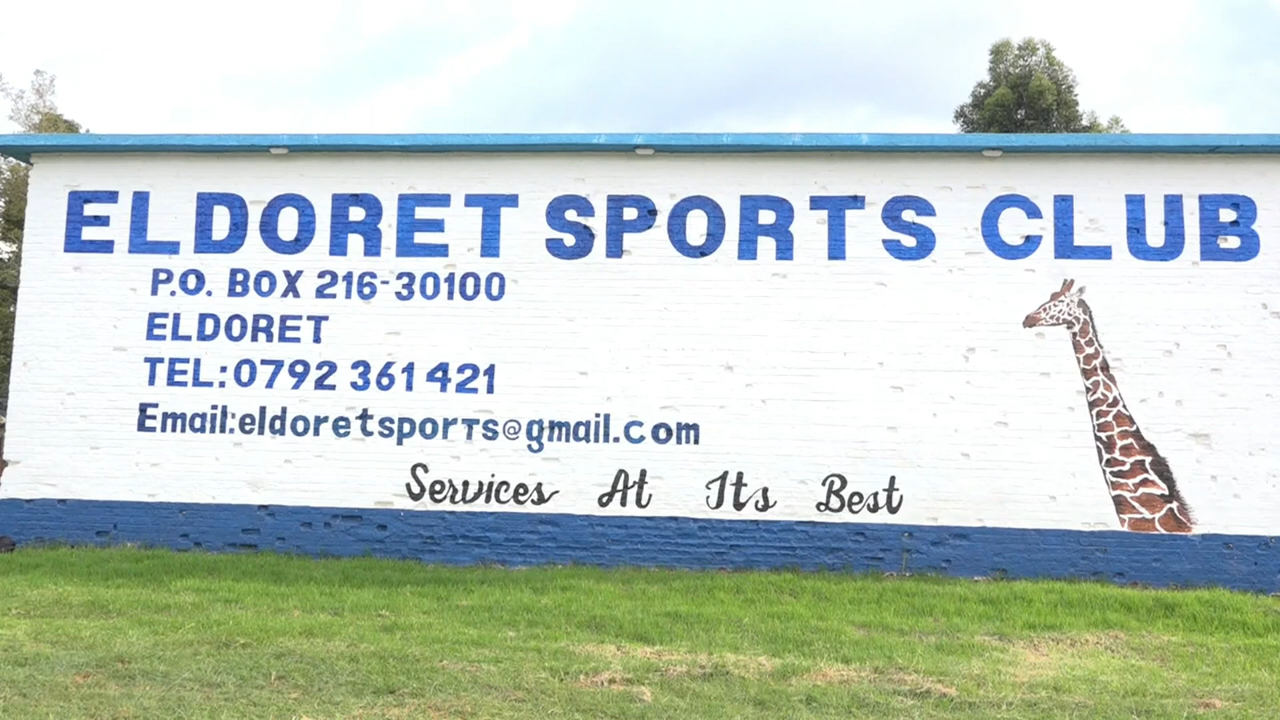 ELDORET SPORTS CLUB
P.O. BOX 216-30100
ELDORET
TEL:0792 361 421
Email:eldoretsports@gmail.com
Services At Its Best